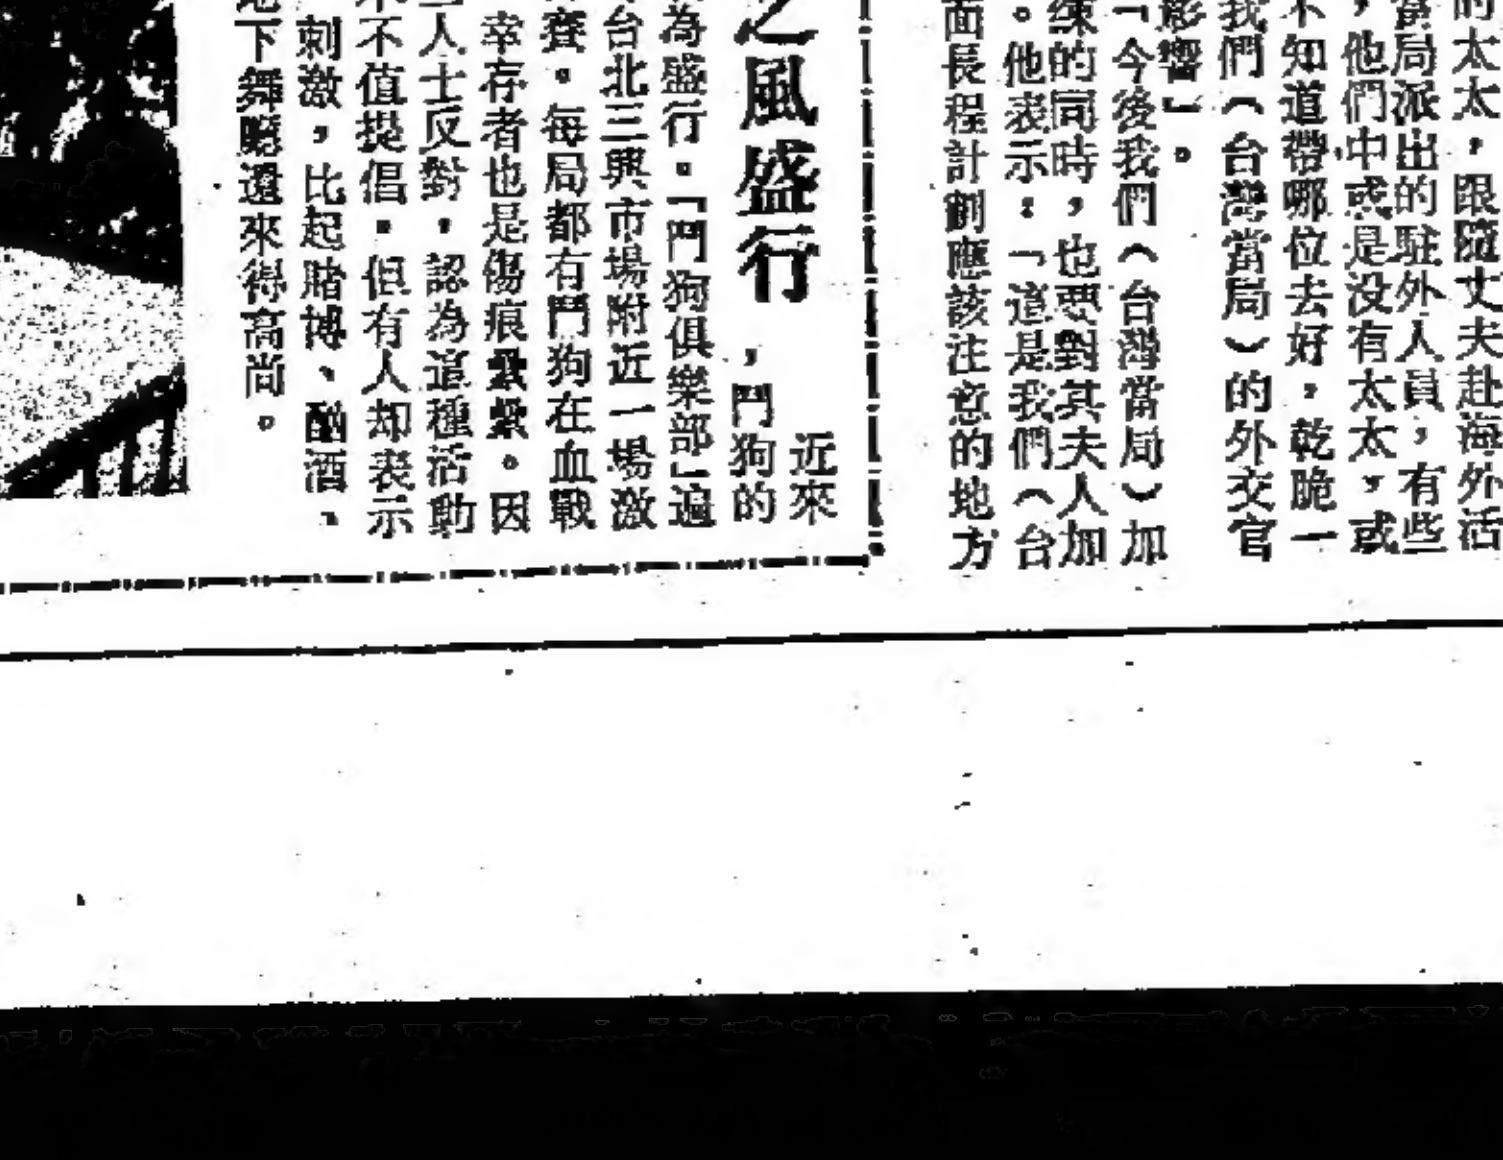 的太太，跟隨丈夫赴海外活
當局派出的駐外人員，有些
，他們中或是没有太太，或
不知道帶哪位去好，乾脆一
我們（台灣當局）的外交官
影響」。
「今後我們（台灣當局）加
練的同時，也要對其夫人加
。他表示：「這是我們（台
面長程計劃應該注意的地方
之風盛行
近來
，鬥狗的
為盛行。「鬥狗俱樂部」遍
台北三興市場附近一場激
賽。每局都有鬥狗在血戰
幸存者也是傷痕纍纍。因
人士反對，認為這種活動
不值提倡。但有人却表示
刺激，比起賭博、酗酒、
地下舞廳還來得高尚。